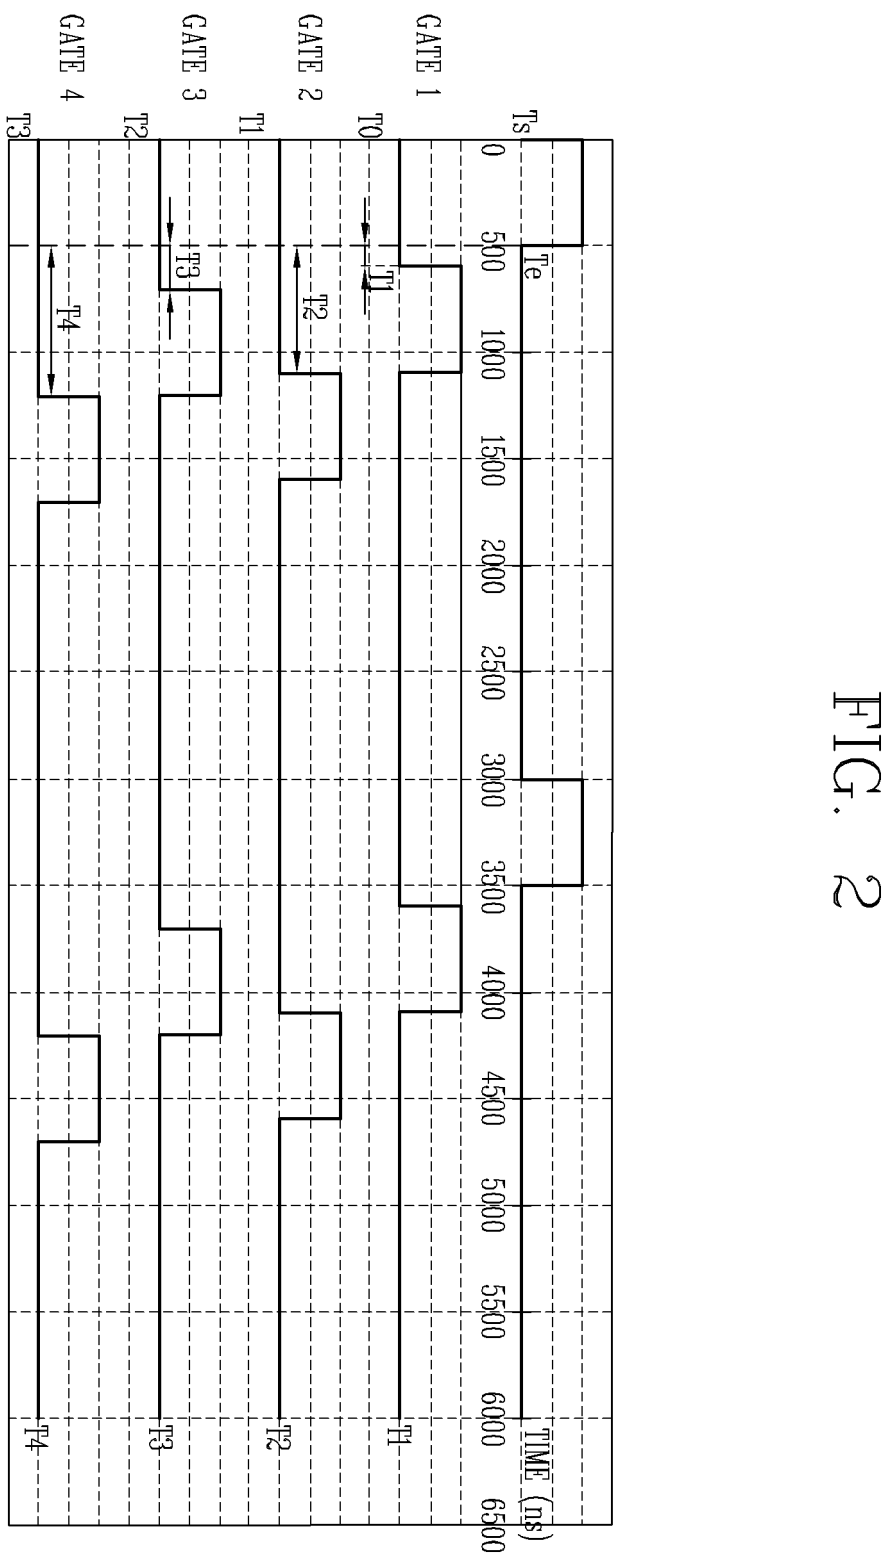 FIG. 2
Ts
Te
0 500 1000 1500 2000 2500 3000 3500 4000 4500 5000 5500 6000 6500
TIME (ns)
GATE 1
T0
T1
T1
GATE 2
T1
T2
T2
GATE 3
T2
T3
T3
GATE 4
T3
T4
T4